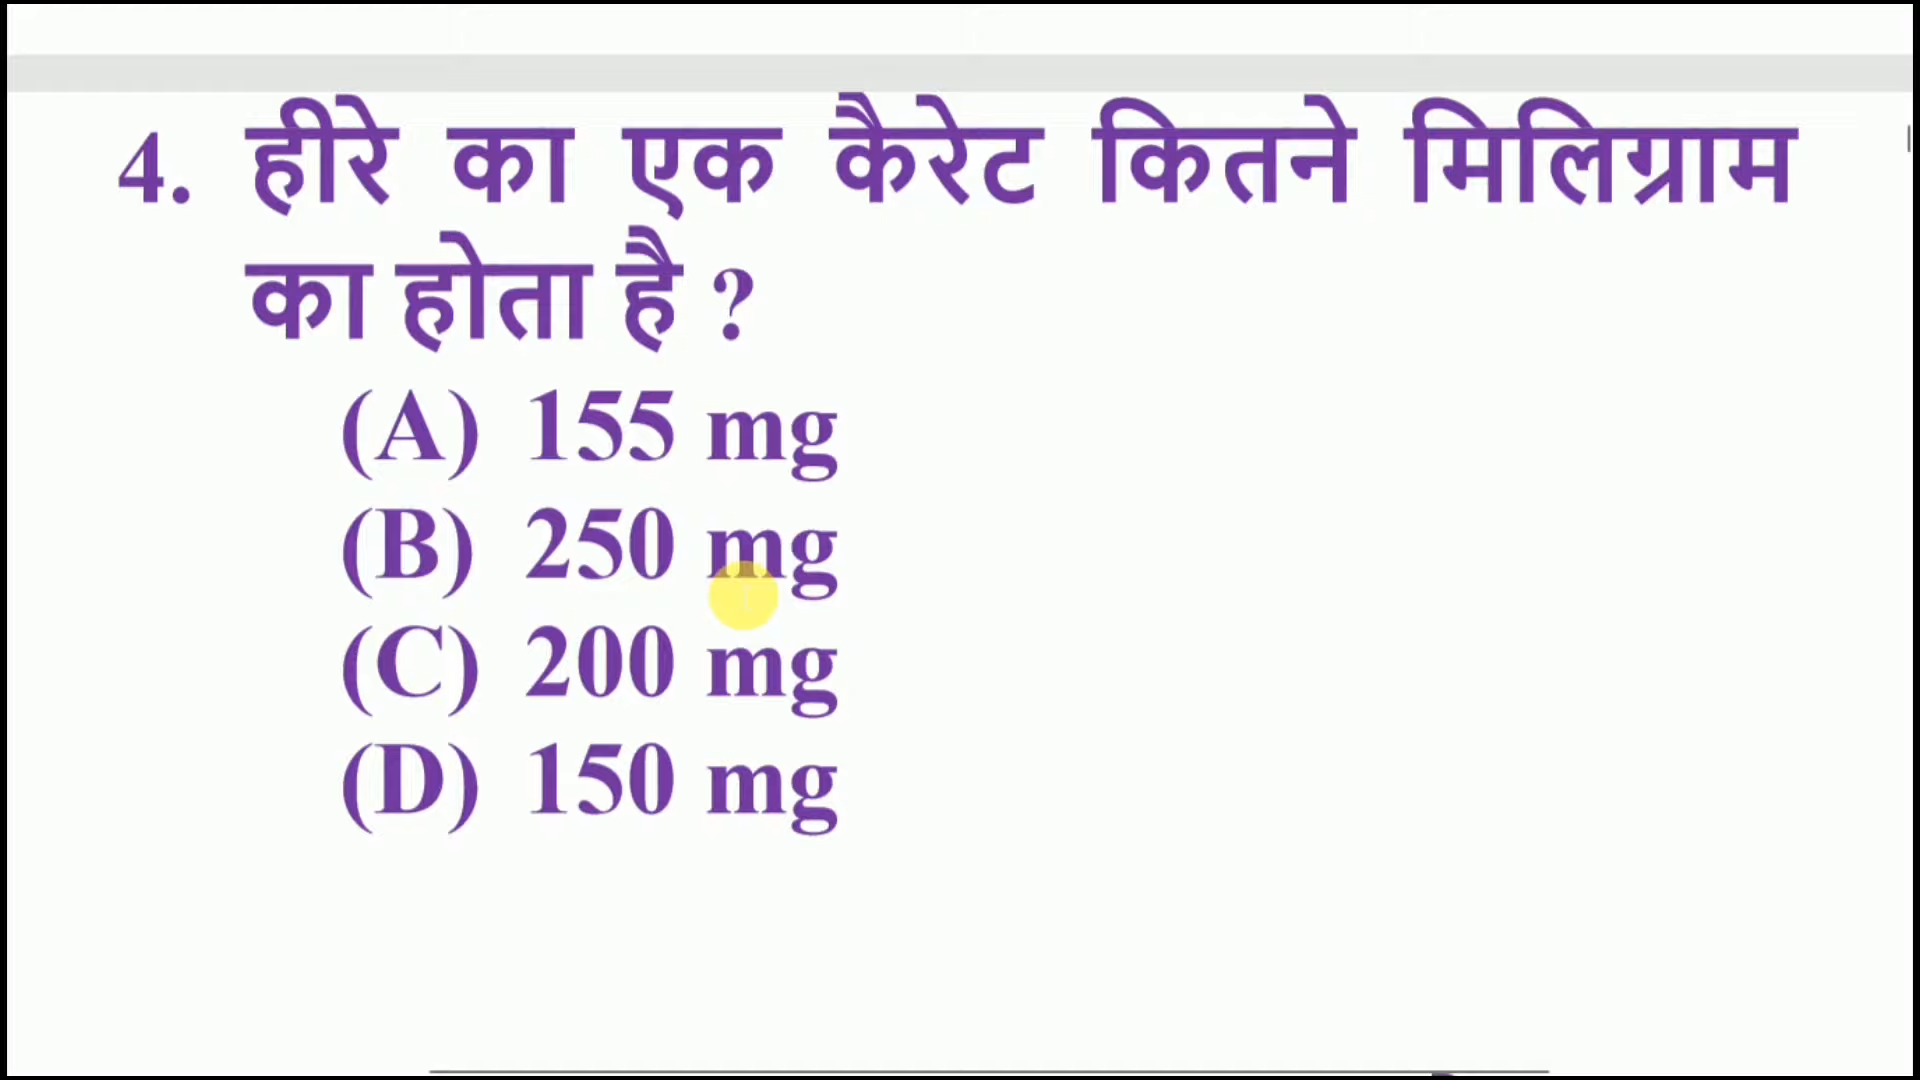 4. हीरे का एक कैरेट कितने मिलिग्राम
का होता है ?
(A) 155 mg
(B) 250 mg
(C) 200 mg
(D) 150 mg